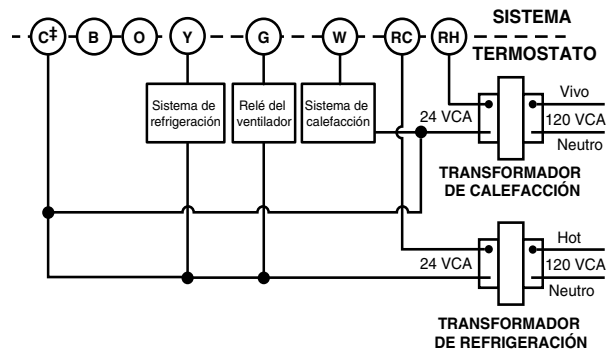 SISTEMA
C‡ B O Y G W RC RH
TERMOSTATO
Sistema de
refrigeración
Relé del
ventilador
Sistema de
calefacción
24 VCA
Vivo
120 VCA
Neutro
TRANSFORMADOR
DE CALEFACCIÓN
24 VCA
Hot
120 VCA
Neutro
TRANSFORMADOR
DE REFRIGERACIÓN